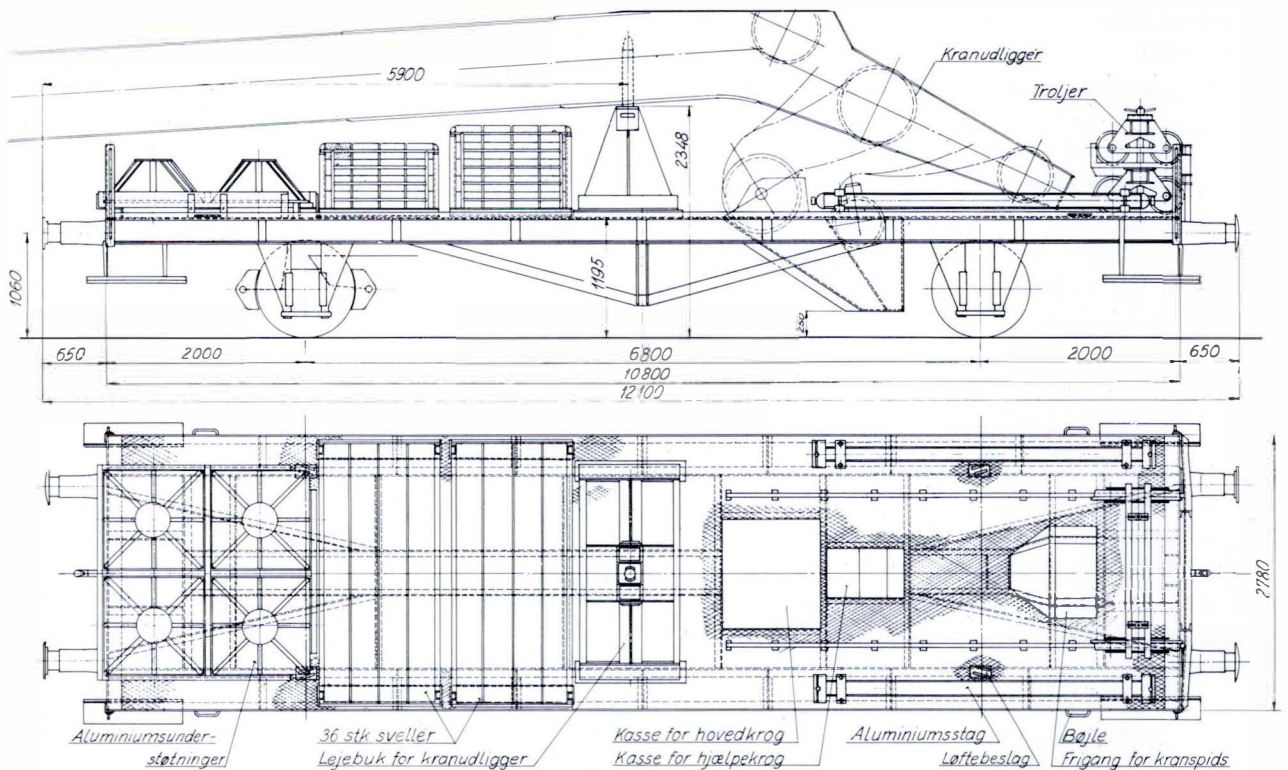 Kranudligger
5900
Troljer
2348
1060
1195
250
650
2000
6800
2000
650
10800
12100
2780
Aluminiumsunder-
støtninger
36 stk sveller
Lejebuk for kranudligger
Kasse for hovedkrog
Kasse for hjælpekrog
Aluminiumsstag
Løftebeslag
Bøjle
Frigang for kranspids